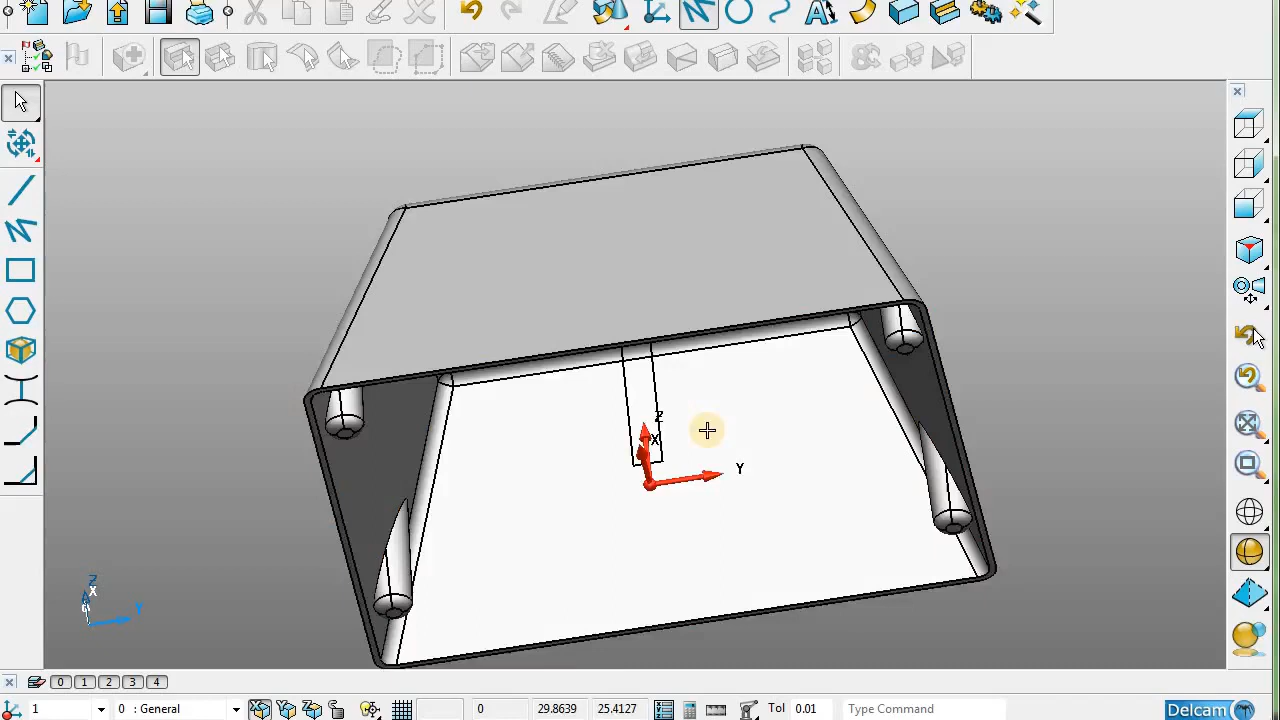 Z
X
Y
Z
X
Y
0 1 2 3 4
1 0 : General 0 29.8639 25.4127 Tol 0.01 Type Command Delcam